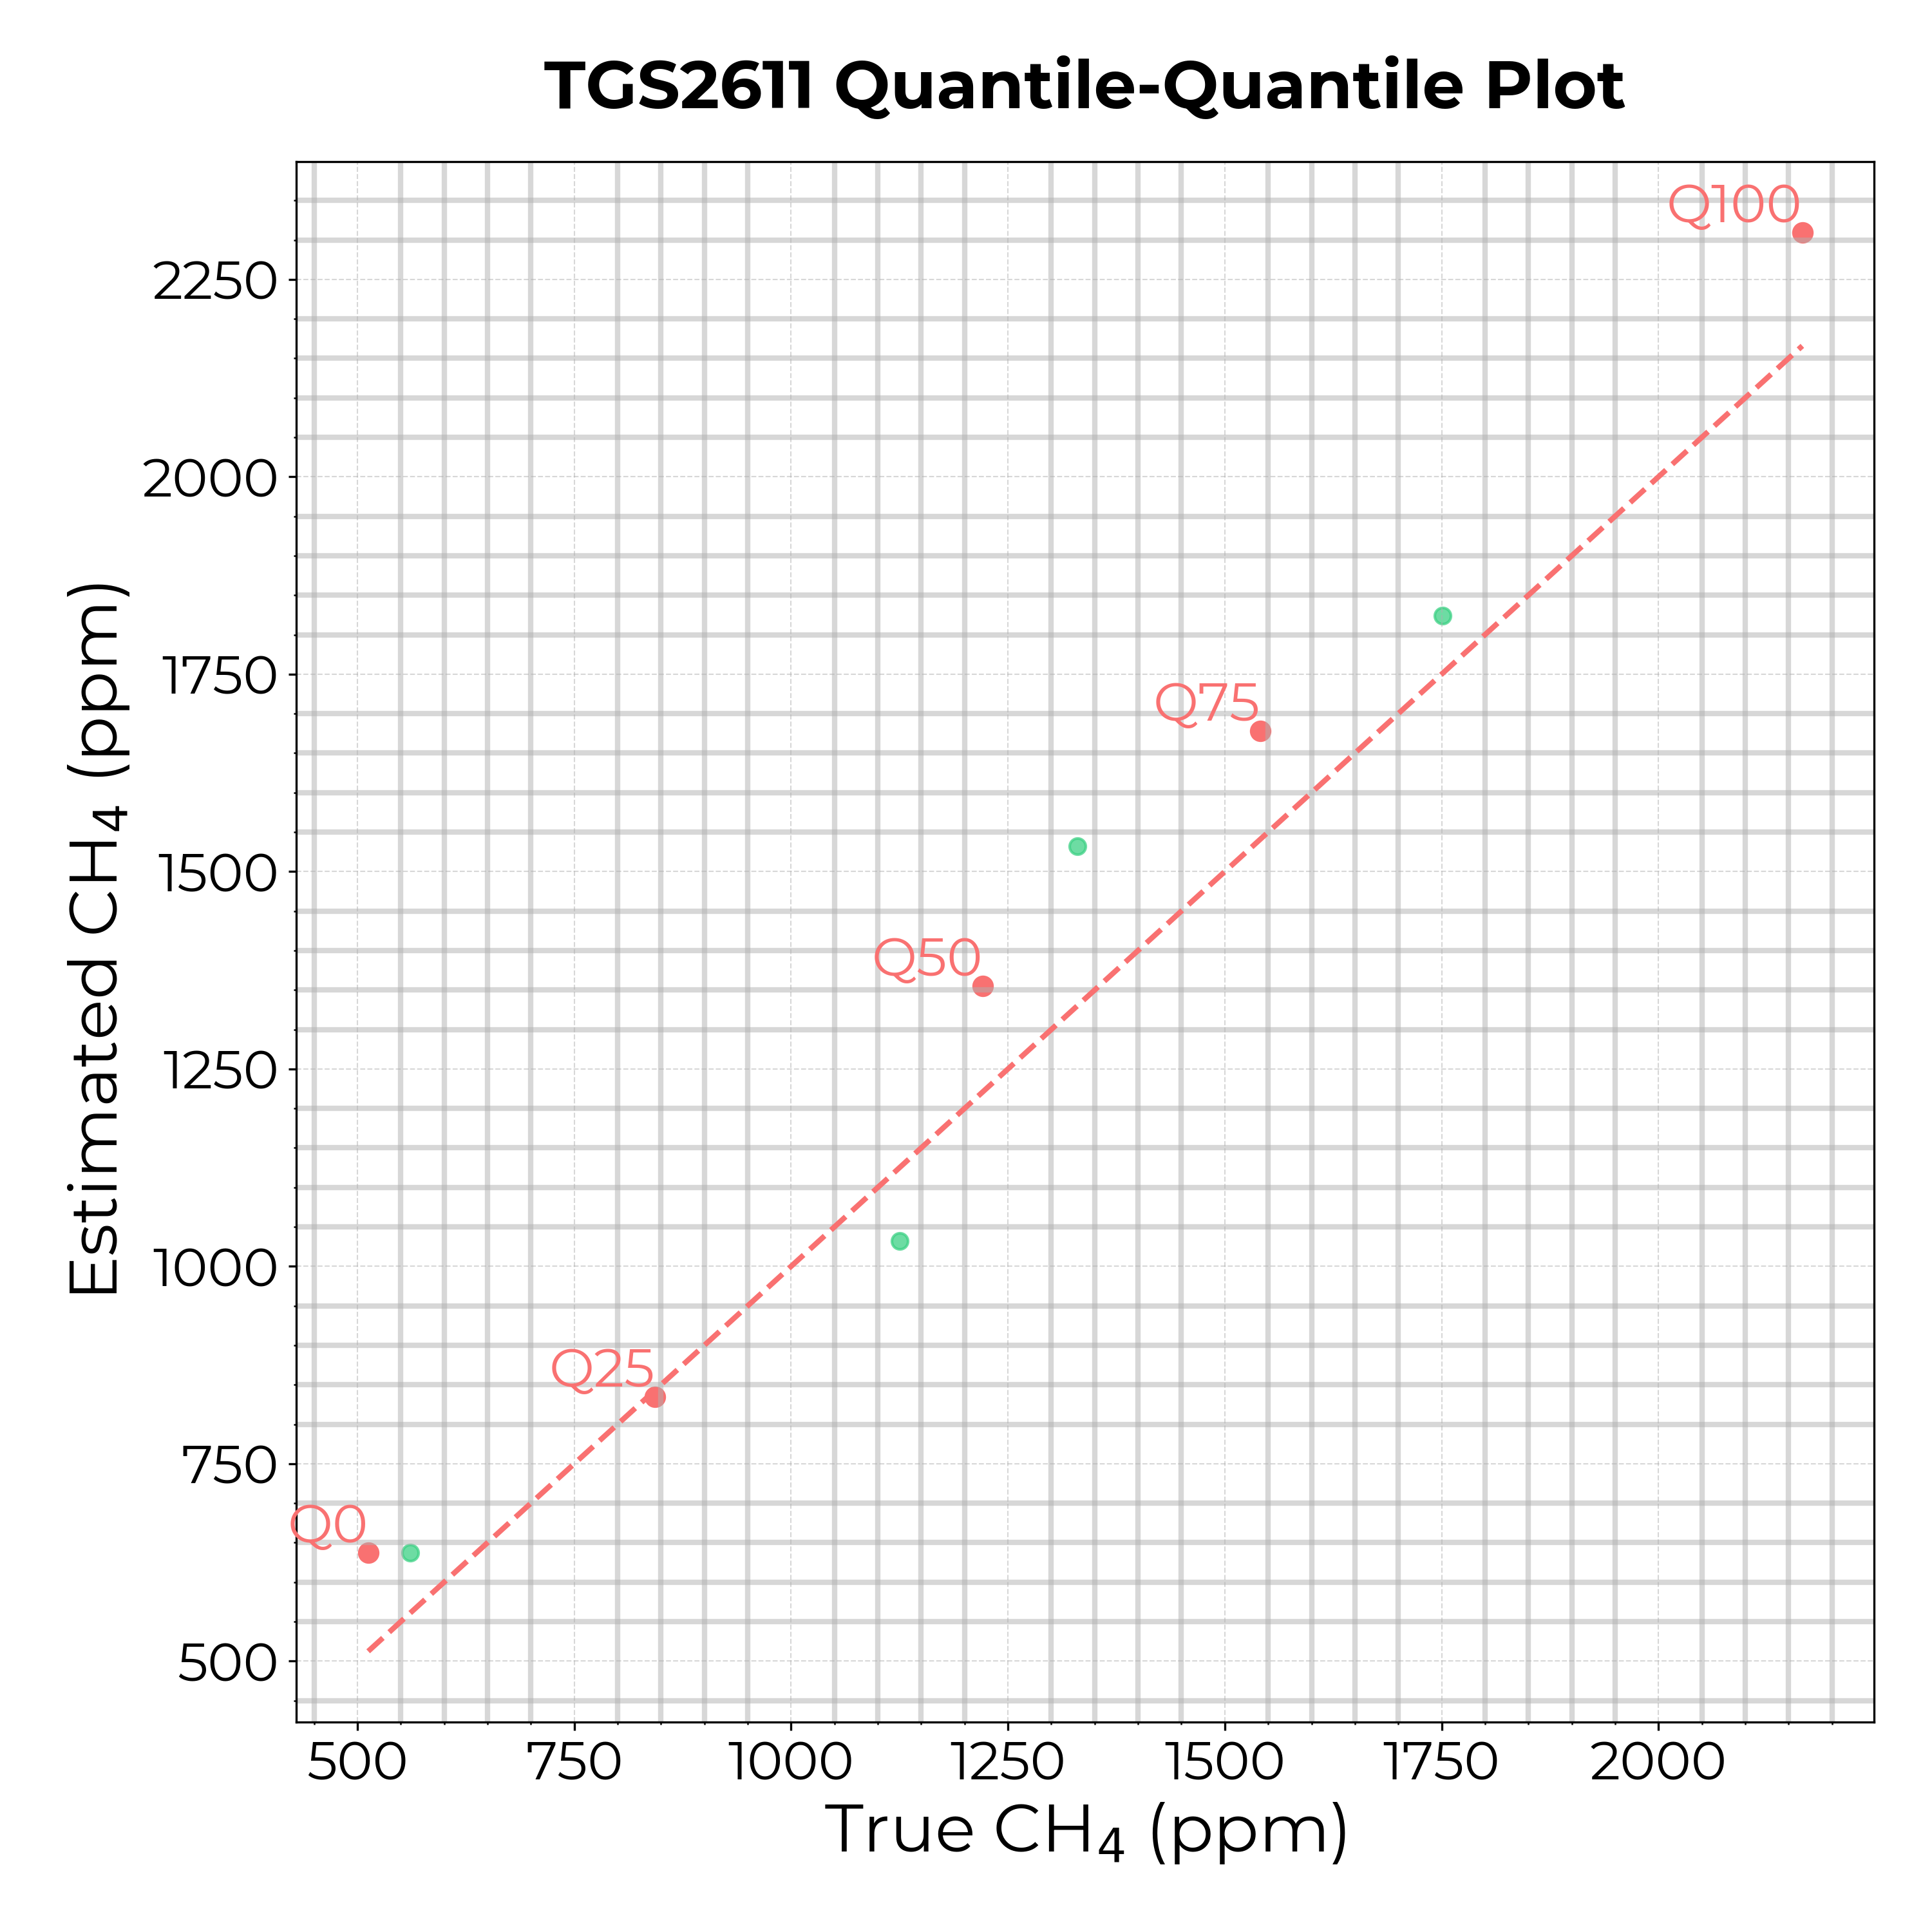 TGS2611 Quantile-Quantile Plot
Estimated CH₄ (ppm)
2250
2000
1750
1500
1250
1000
750
500
Q100
Q75
Q50
Q25
Q0
500 750 1000 1250 1500 1750 2000
True CH₄ (ppm)